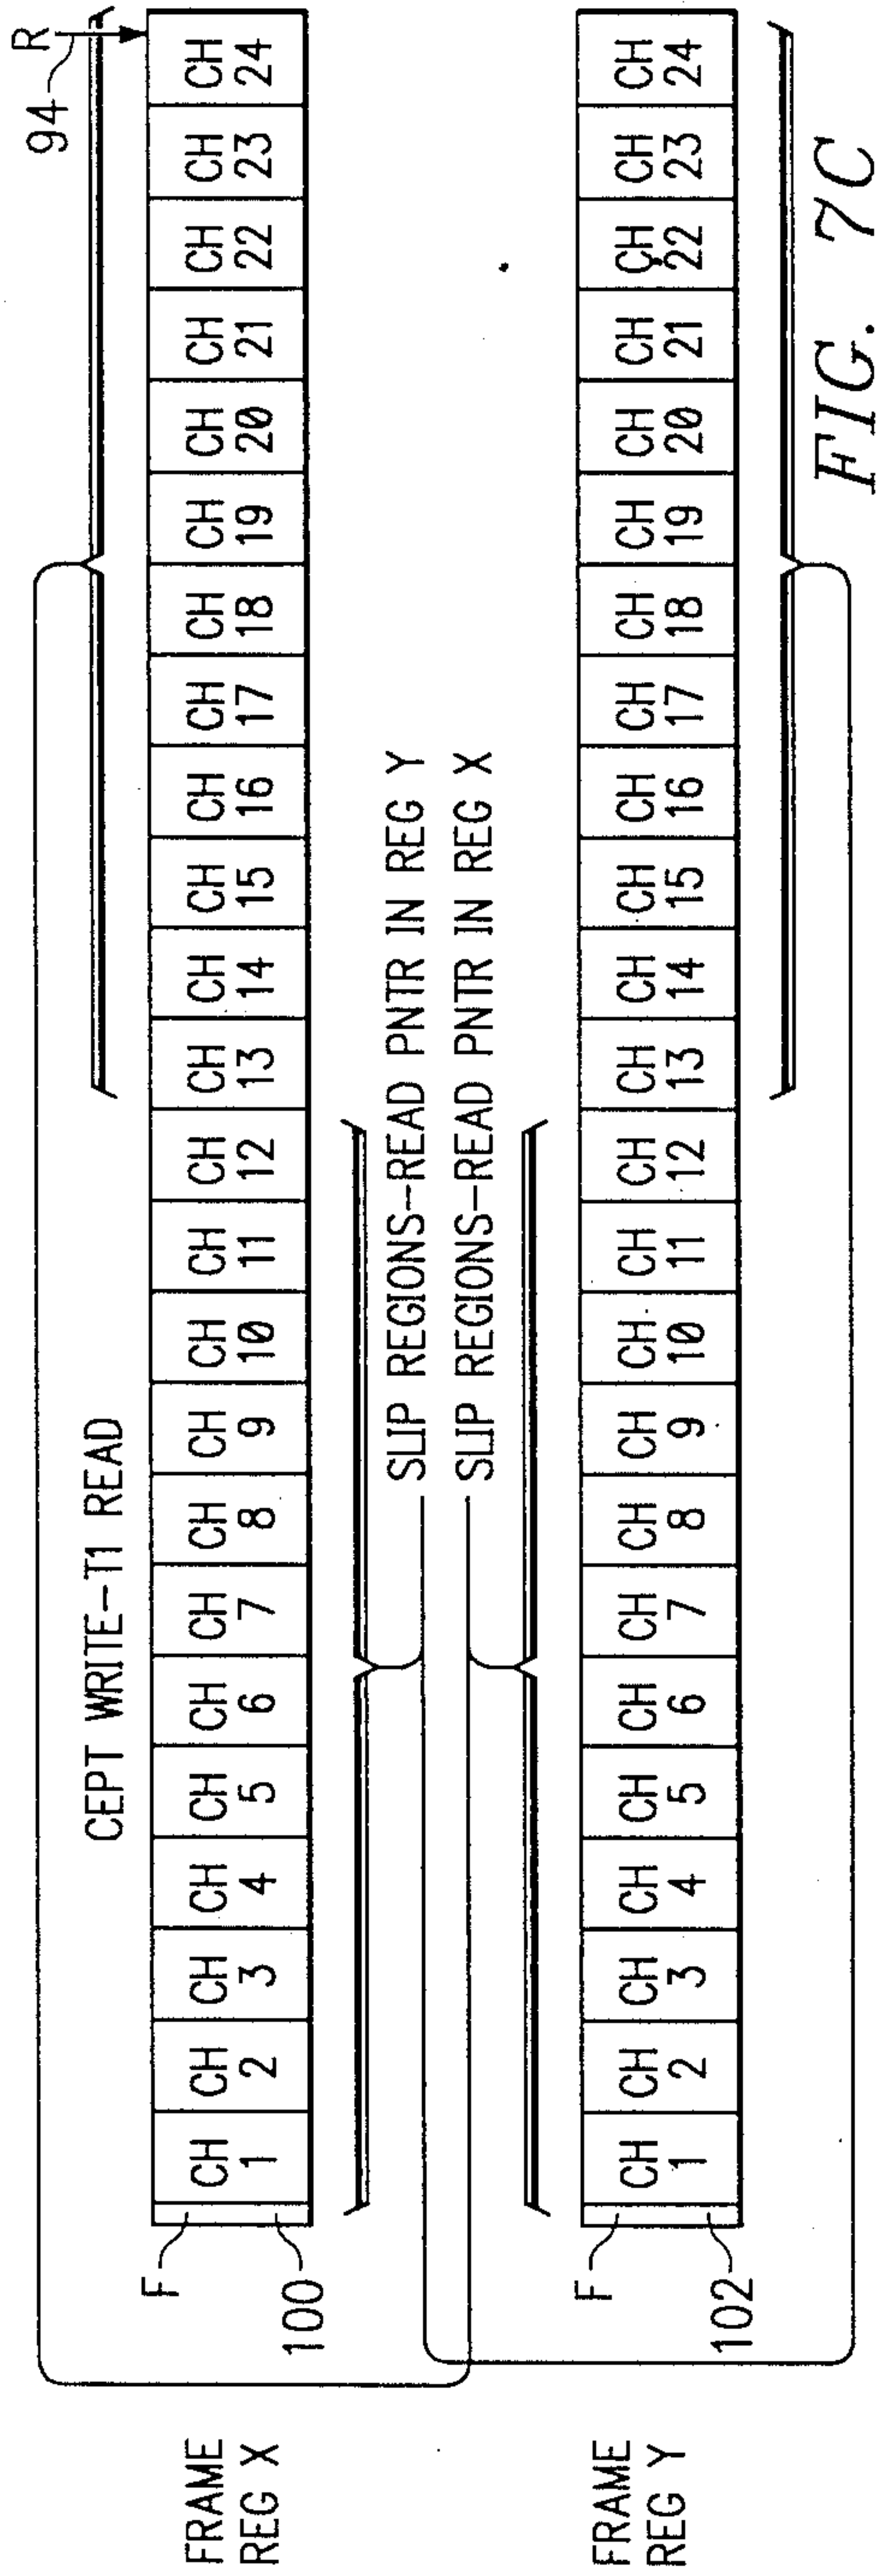 94 R
CEPT WRITE-T1 READ
FRAME
REG X
F
100
CH 1 CH 2 CH 3 CH 4 CH 5 CH 6 CH 7 CH 8 CH 9 CH 10 CH 11 CH 12 CH 13 CH 14 CH 15 CH 16 CH 17 CH 18 CH 19 CH 20 CH 21 CH 22 CH 23 CH 24
SLIP REGIONS-READ PNTR IN REG Y
SLIP REGIONS-READ PNTR IN REG X
FRAME
REG Y
F
102
CH 1 CH 2 CH 3 CH 4 CH 5 CH 6 CH 7 CH 8 CH 9 CH 10 CH 11 CH 12 CH 13 CH 14 CH 15 CH 16 CH 17 CH 18 CH 19 CH 20 CH 21 CH 22 CH 23 CH 24
FIG. 7C